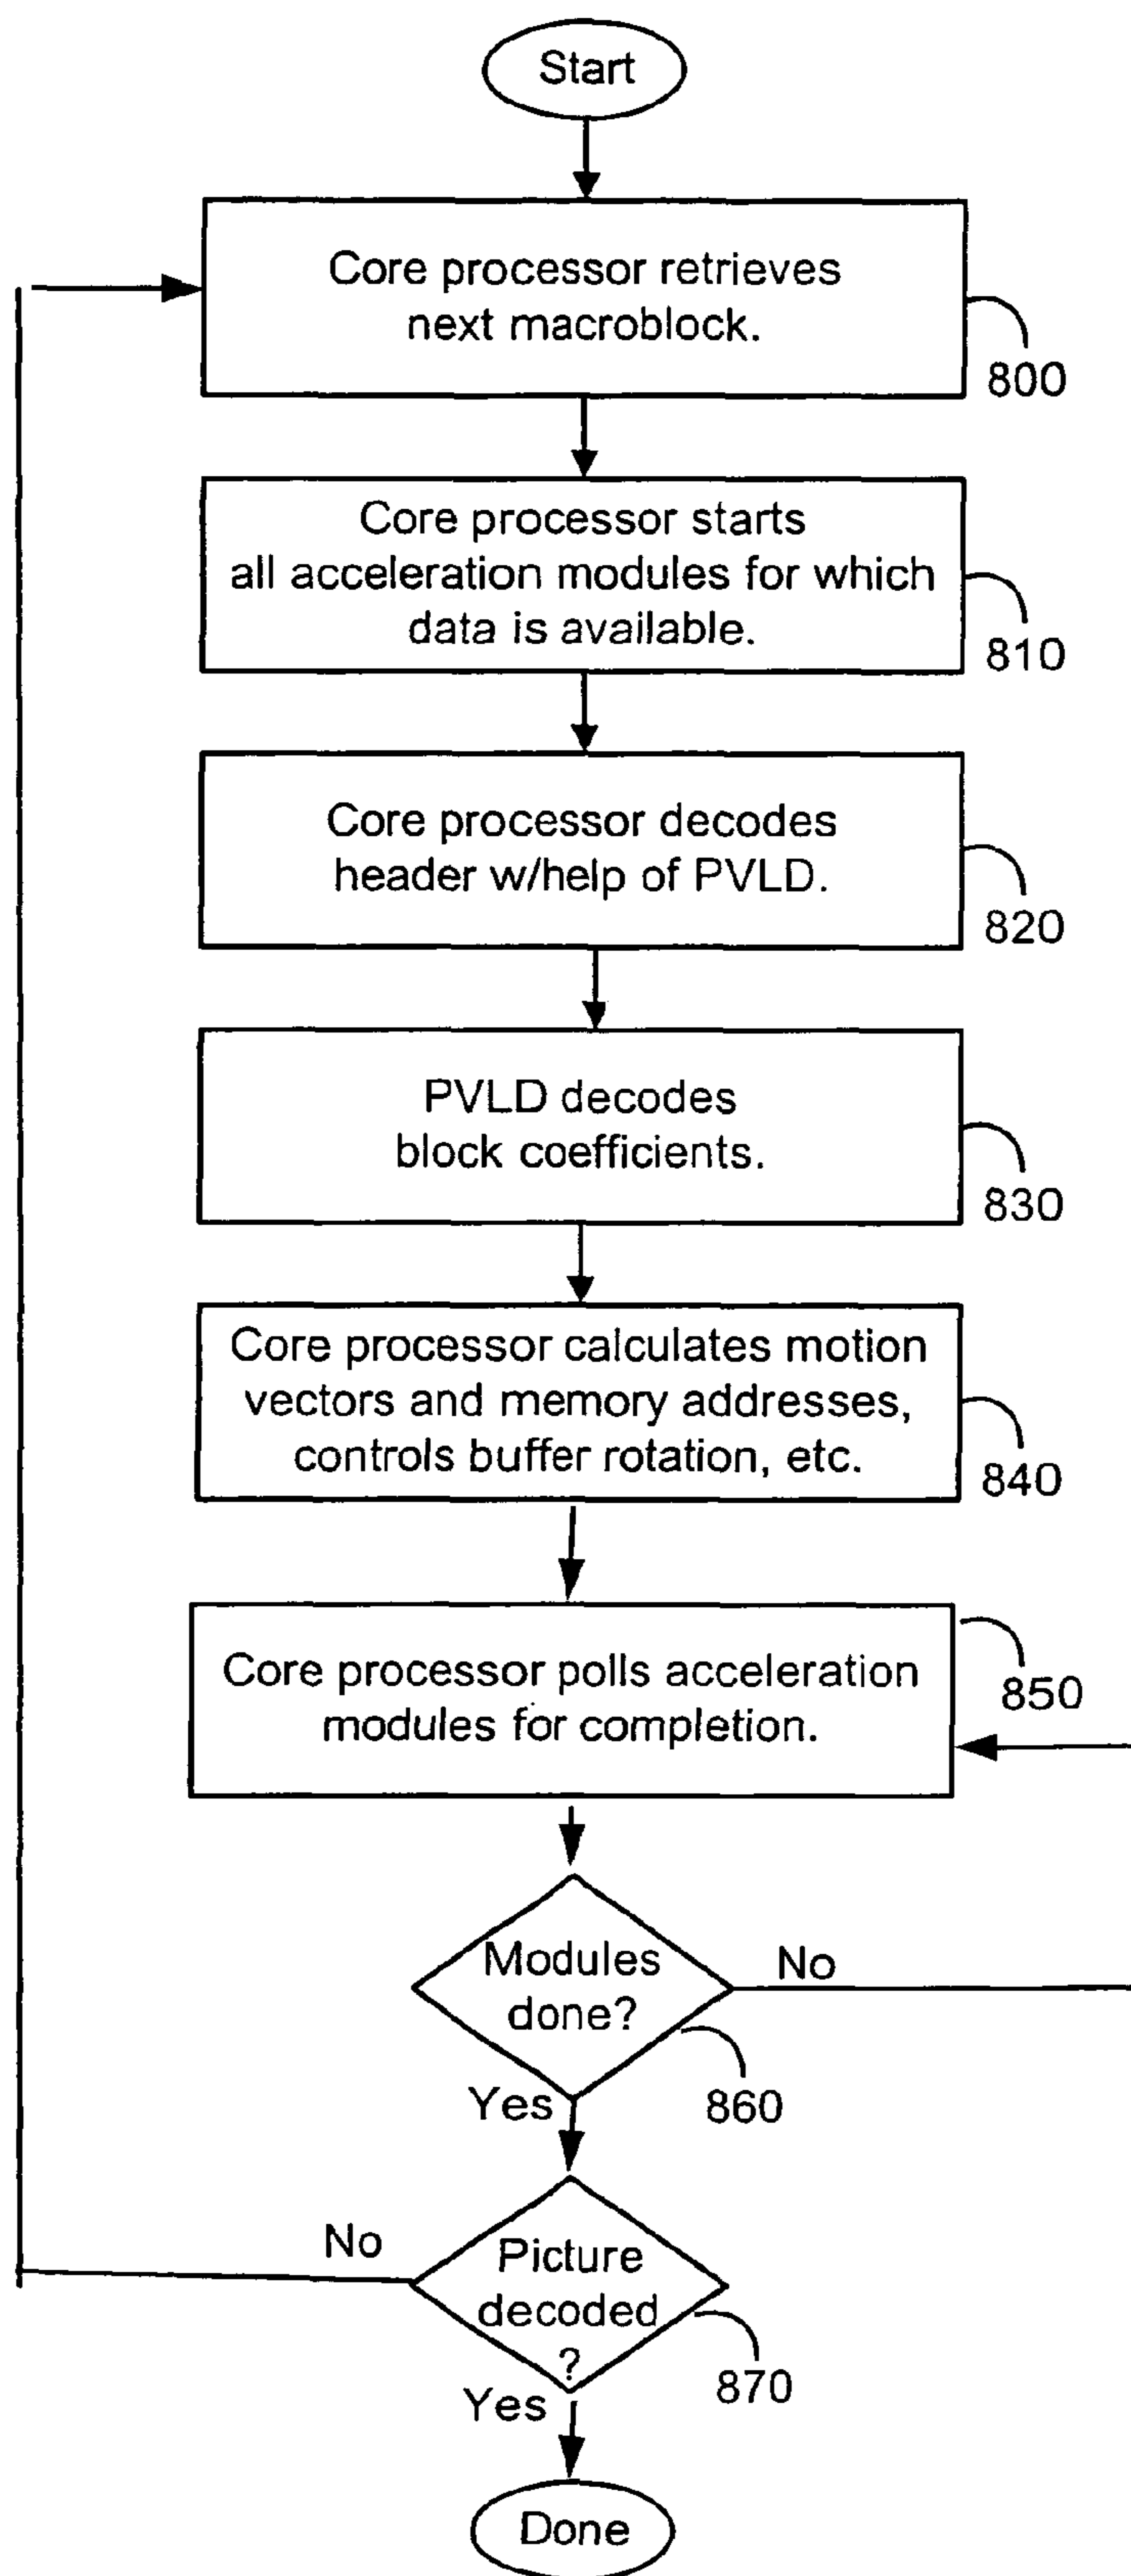 Start
Core processor retrieves
next macroblock.
800
Core processor starts
all acceleration modules for which
data is available.
810
Core processor decodes
header w/help of PVLD.
820
PVLD decodes
block coefficients.
830
Core processor calculates motion
vectors and memory addresses,
controls buffer rotation, etc.
840
Core processor polls acceleration
modules for completion.
850
Modules
done?
No
860
Yes
Picture
decoded
?
No
870
Yes
Done